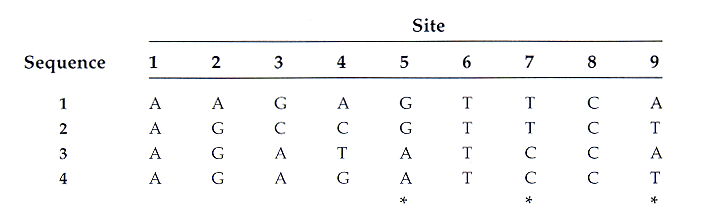 Site
Sequence 1 2 3 4 5 6 7 8 9
1 A A G A G T T C A
2 A G C C G T T C T
3 A G A T A T C C A
4 A G A G A T C C T
* * *